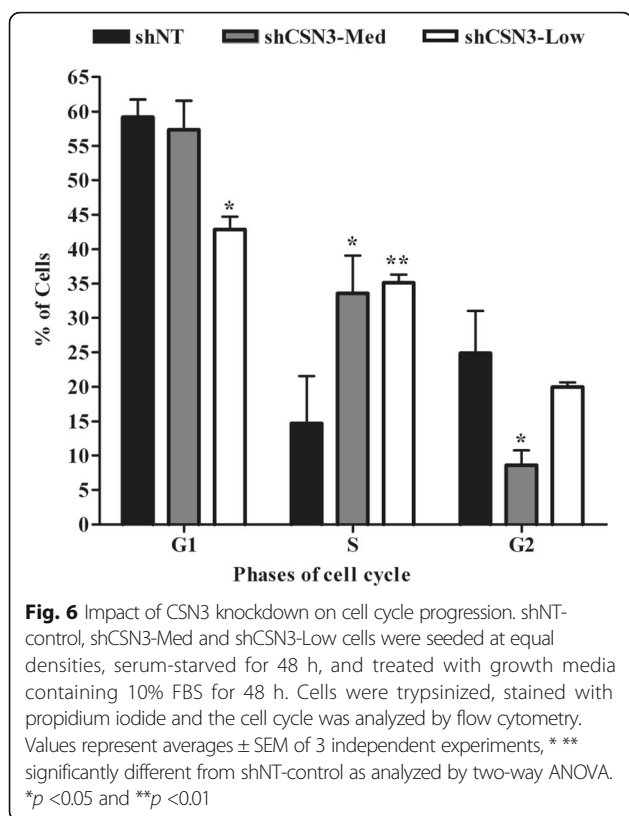 shNT shCSN3-Med shCSN3-Low
65
60
55
50
45
40
35
30
25
20
15
10
5
0
% of Cells
*
*
**
*
G1 S G2
Phases of cell cycle
Fig. 6 Impact of CSN3 knockdown on cell cycle progression. shNT-
control, shCSN3-Med and shCSN3-Low cells were seeded at equal
densities, serum-starved for 48 h, and treated with growth media
containing 10% FBS for 48 h. Cells were trypsinized, stained with
propidium iodide and the cell cycle was analyzed by flow cytometry.
Values represent averages ± SEM of 3 independent experiments, * **
significantly different from shNT-control as analyzed by two-way ANOVA.
*p <0.05 and **p <0.01